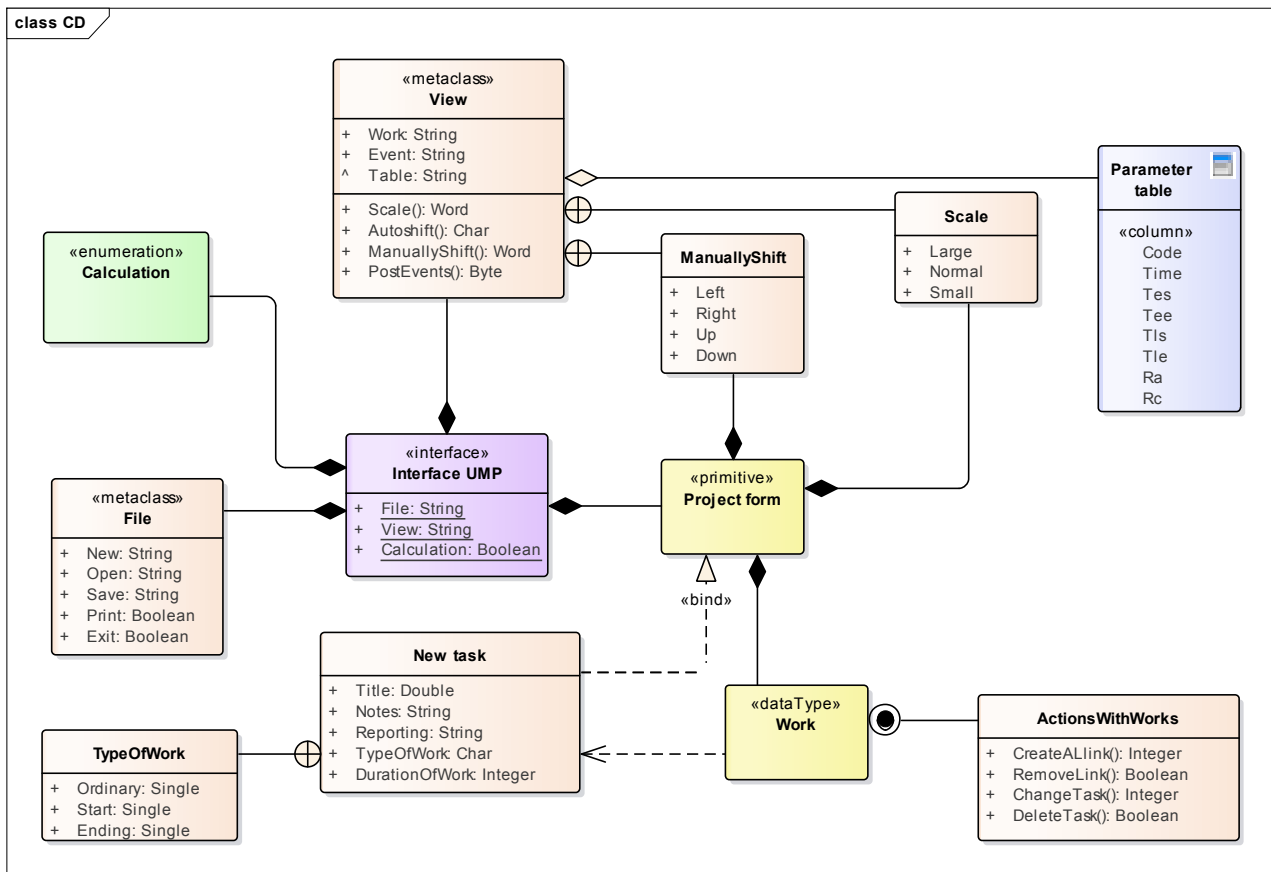 class CD
«metaclass»
View
+ Work: String
+ Event: String
^ Table: String
+ Scale(): Word
+ Autoshift(): Char
+ ManuallyShift(): Word
+ PostEvents(): Byte
Parameter
table
«column»
Code
Time
Tes
Tee
Tls
Tle
Ra
Rc
Scale
+ Large
+ Normal
+ Small
«enumeration»
Calculation
ManuallyShift
+ Left
+ Right
+ Up
+ Down
«interface»
Interface UMP
+ File: String
+ View: String
+ Calculation: Boolean
«primitive»
Project form
«metaclass»
File
+ New: String
+ Open: String
+ Save: String
+ Print: Boolean
+ Exit: Boolean
«bind»
New task
+ Title: Double
+ Notes: String
+ Reporting: String
+ TypeOfWork: Char
+ DurationOfWork: Integer
«dataType»
Work
ActionsWithWorks
+ CreateALlink(): Integer
+ RemoveLink(): Boolean
+ ChangeTask(): Integer
+ DeleteTask(): Boolean
TypeOfWork
+ Ordinary: Single
+ Start: Single
+ Ending: Single